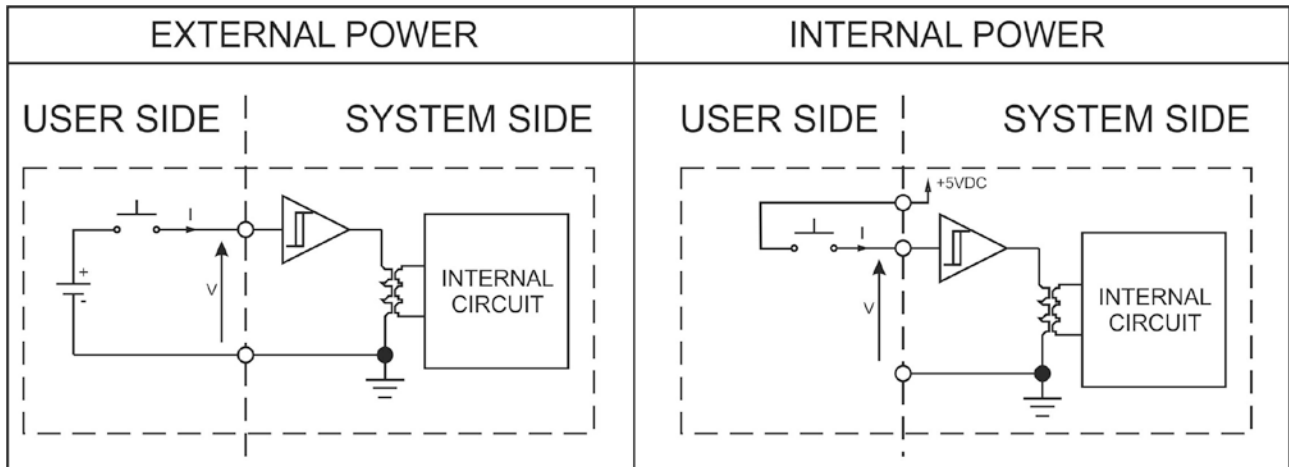 EXTERNAL POWER
INTERNAL POWER
USER SIDE
SYSTEM SIDE
I
+
-
V
INTERNAL
CIRCUIT
USER SIDE
SYSTEM SIDE
+5VDC
I
V
INTERNAL
CIRCUIT